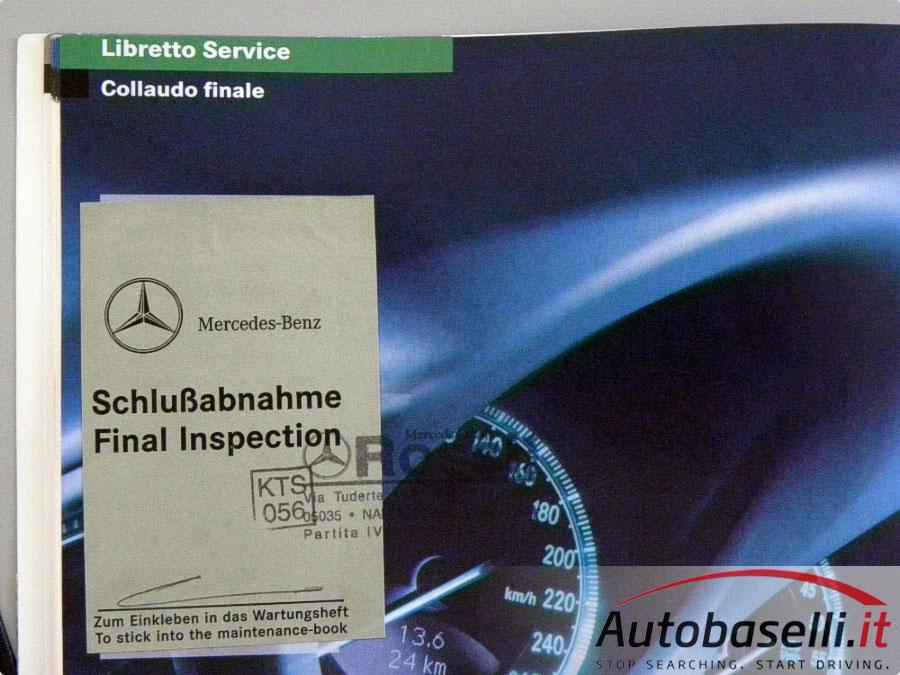 Libretto Service
Collaudo finale
Mercedes-Benz
Schlußabnahme
Final Inspection
KTS
056
Via Tuderte
05035 •
Partita IV
Zum Einkleben in das Wartungsheft
To stick into the maintenance-book
140
160
180
200
km/h 220
240
13.6
24 km
45
Autobaselli.it
STOP SEARCHING. START DRIVING.